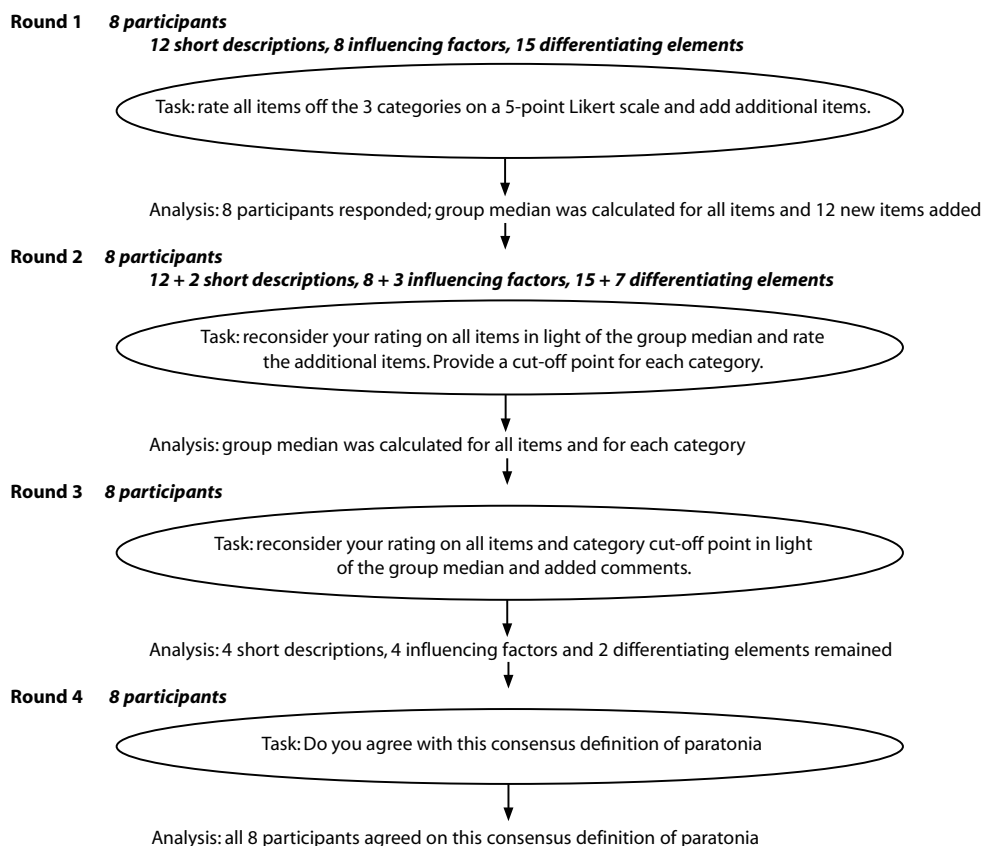 Round 1 8 participants
12 short descriptions, 8 influencing factors, 15 differentiating elements
Task: rate all items off the 3 categories on a 5-point Likert scale and add additional items.
Analysis: 8 participants responded; group median was calculated for all items and 12 new items added
Round 2 8 participants
12 + 2 short descriptions, 8 + 3 influencing factors, 15 + 7 differentiating elements
Task: reconsider your rating on all items in light of the group median and rate
the additional items. Provide a cut-off point for each category.
Analysis: group median was calculated for all items and for each category
Round 3 8 participants
Task: reconsider your rating on all items and category cut-off point in light
of the group median and added comments.
Analysis: 4 short descriptions, 4 influencing factors and 2 differentiating elements remained
Round 4 8 participants
Task: Do you agree with this consensus definition of paratonia
Analysis: all 8 participants agreed on this consensus definition of paratonia